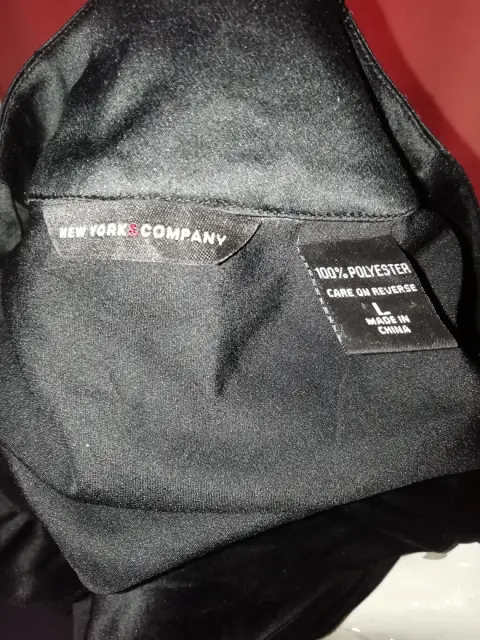 NEW YORK & COMPANY
100% POLYESTER
CARE ON REVERSE
L
MADE IN
CHINA